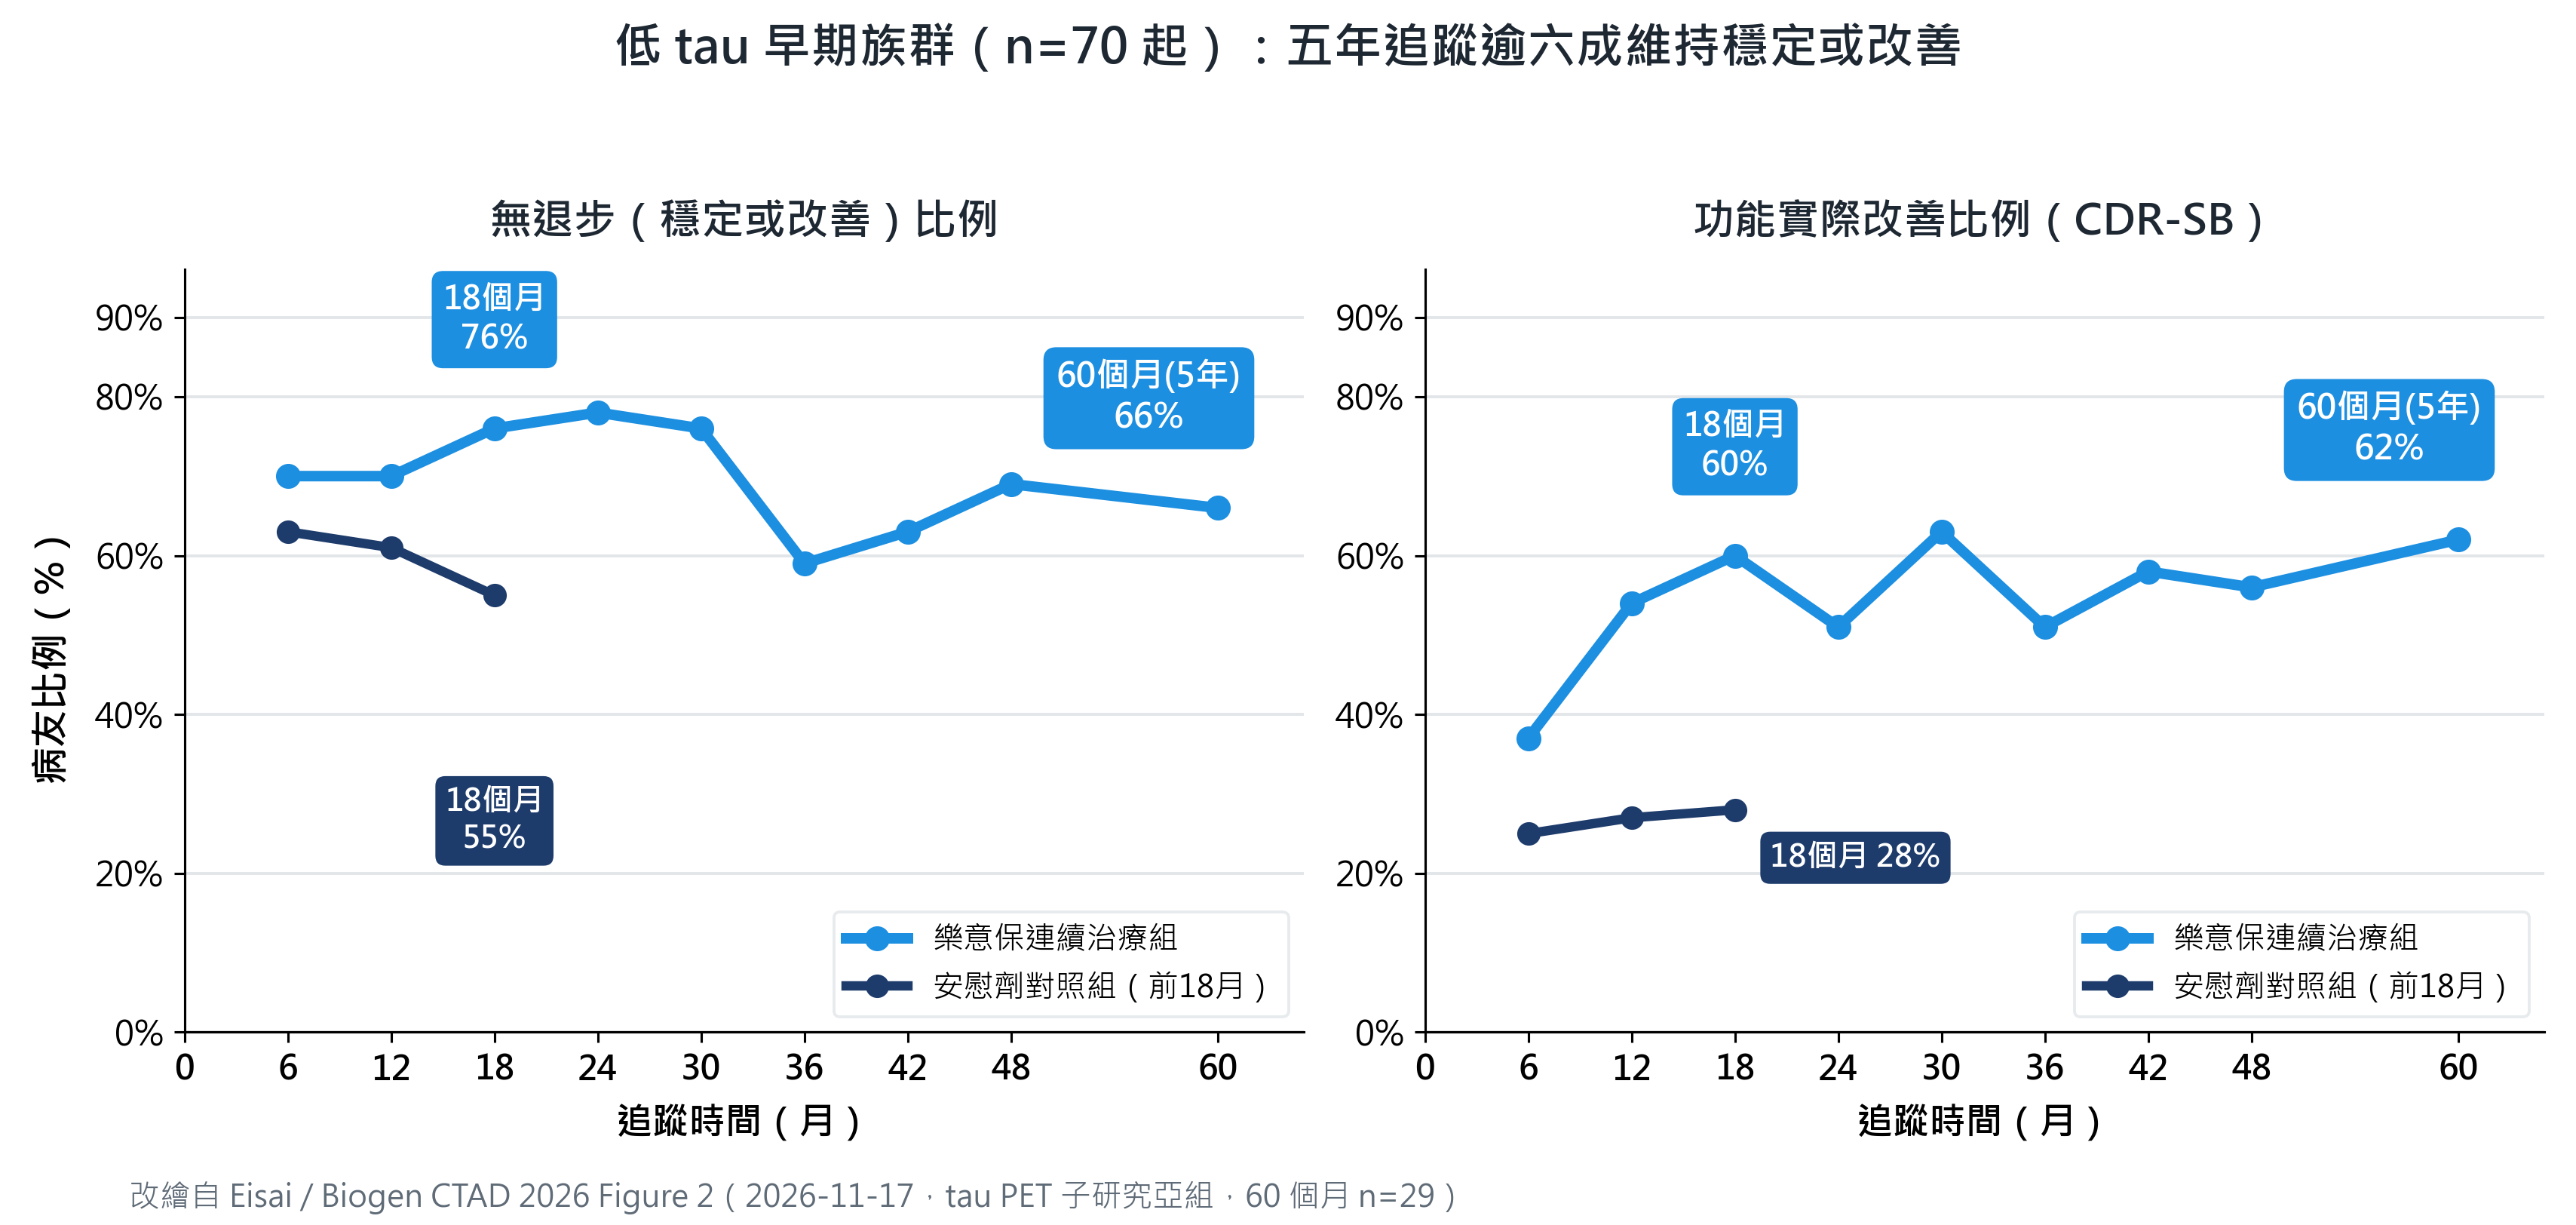 低 tau 早期族群（n=70 起）：五年追蹤逾六成維持穩定或改善
無退步（穩定或改善）比例
病友比例（%）
90%
80%
60%
40%
20%
0%
18個月
76%
60個月(5年)
66%
18個月
55%
樂意保連續治療組
安慰劑對照組（前18月）
0 6 12 18 24 30 36 42 48 60
追蹤時間（月）
功能實際改善比例（CDR-SB）
90%
80%
60%
40%
20%
0%
18個月
60%
60個月(5年)
62%
18個月 28%
樂意保連續治療組
安慰劑對照組（前18月）
0 6 12 18 24 30 36 42 48 60
追蹤時間（月）
改繪自 Eisai / Biogen CTAD 2026 Figure 2（2026-11-17，tau PET 子研究亞組，60 個月 n=29）